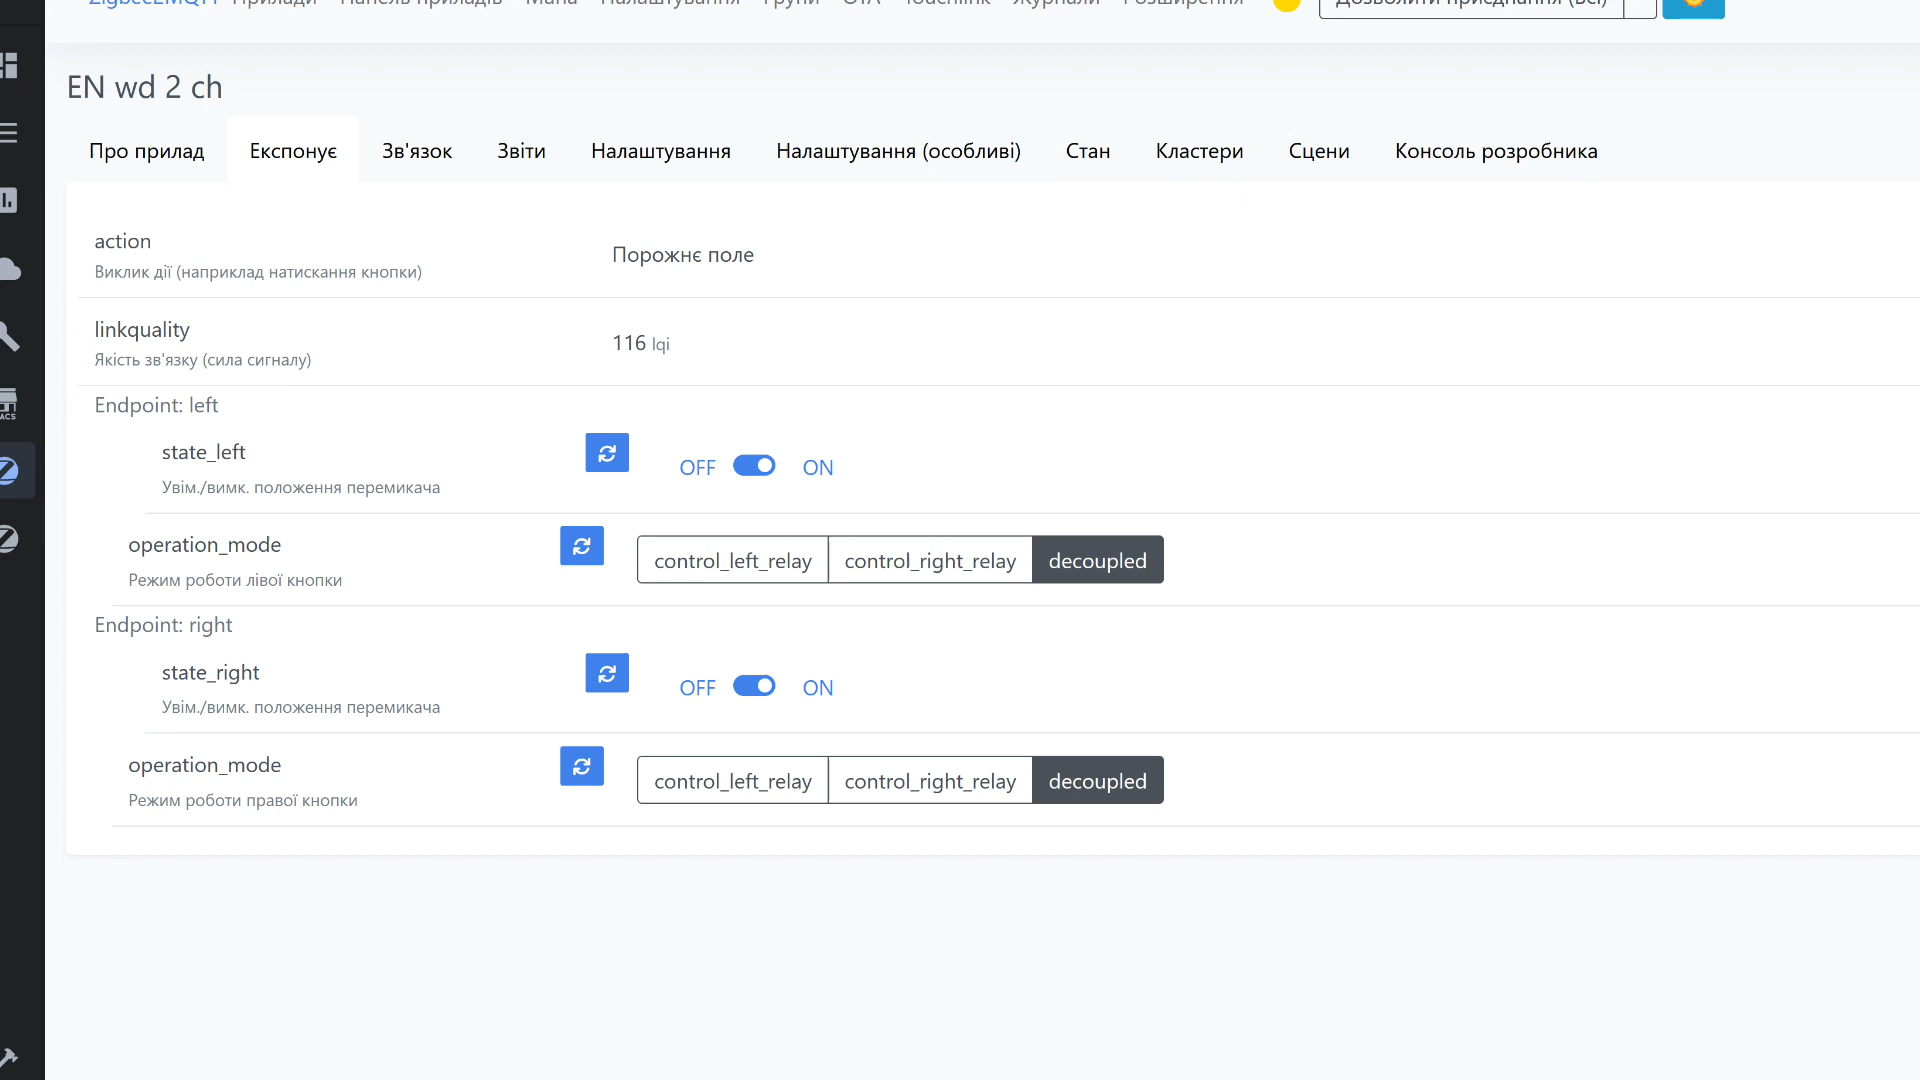 Zigbee2MQTT Прилади Панель приладів Мапа Налаштування Групи OTA Touchlink Журнали Розширення Дозволити приєднання (Всі)
EN wd 2 ch
Про прилад Експонує Зв'язок Звіти Налаштування Налаштування (особливі) Стан Кластери Сцени Консоль розробника
action
Виклик дії (наприклад натискання кнопки)
Порожнє поле
linkquality
Якість зв'язку (сила сигналу)
116 lqi
Endpoint: left
state_left
Увім./вимк. положення перемикача
OFF ON
operation_mode
Режим роботи лівої кнопки
control_left_relay control_right_relay decoupled
Endpoint: right
state_right
Увім./вимк. положення перемикача
OFF ON
operation_mode
Режим роботи правої кнопки
control_left_relay control_right_relay decoupled